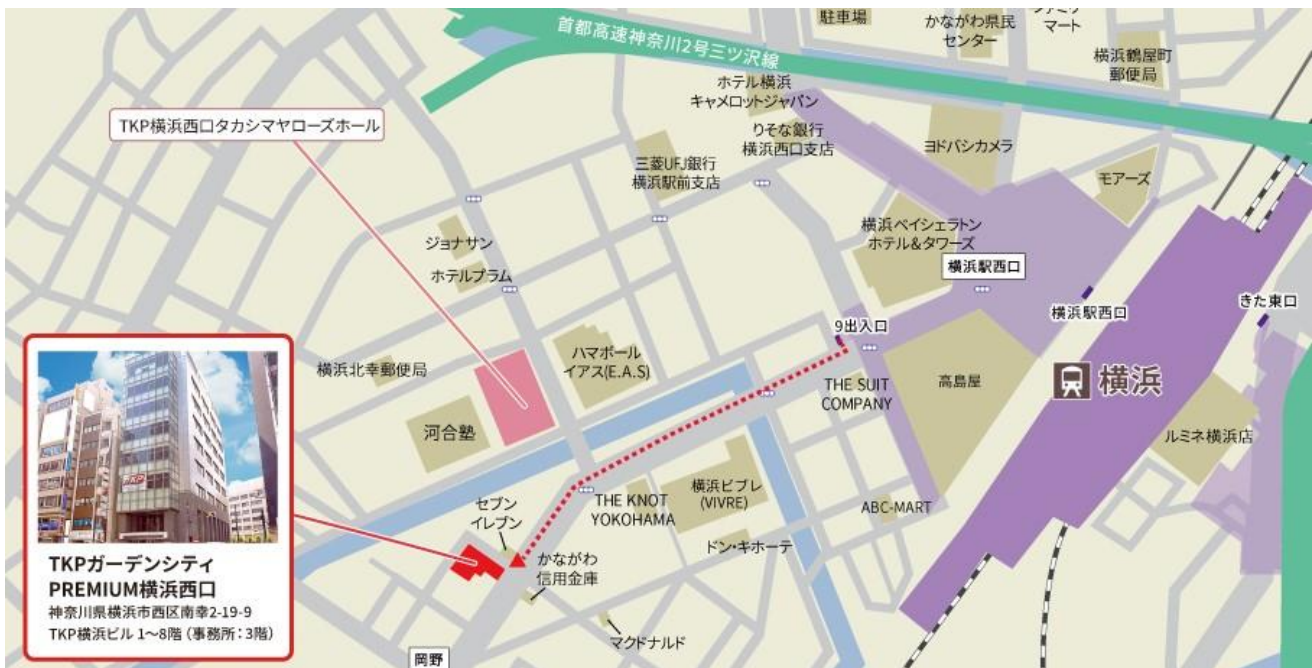 首都高速神奈川2号三ツ沢線
駐車場
かながわ県民
センター
マート
横浜鶴屋町
郵便局
ホテル横浜
キャメロットジャパン
TKP横浜西口タカシマヤローズホール
りそな銀行
横浜西口支店
ヨドバシカメラ
三菱UFJ銀行
横浜駅前支店
モアーズ
ジョナサン
横浜ベイシェラトン
ホテル&タワーズ
横浜駅西口
ホテルプラム
横浜駅西口
きた東口
9出入口
ハマボール
イアス(E.A.S)
横浜北幸郵便局
THE SUIT
COMPANY
高島屋
横浜
河合塾
ルミネ横浜店
セブン
イレブン
THE KNOT
YOKOHAMA
横浜ビブレ
(VIVRE)
ABC-MART
ドン・キホーテ
かながわ
信用金庫
マクドナルド
岡野
TKP
TKPガーデンシティ
PREMIUM横浜西口
神奈川県横浜市西区南幸2-19-9
TKP横浜ビル 1〜8階 (事務所:3階)